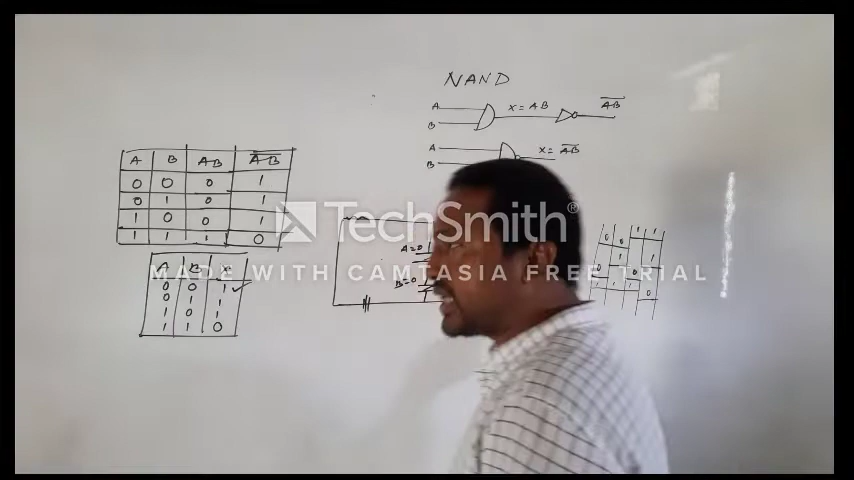 NAND
A
B
X = AB
AB
A
B
X = AB
A B AB AB
0 0 0 1
0 1 0 1
1 0 0 1
1 1 1 0
TechSmith®
MADE WITH CAMTASIA FREE TRIAL
A=0
B=0
A B X
0 0 1 ✓
0 1 1
1 0 1
1 1 0